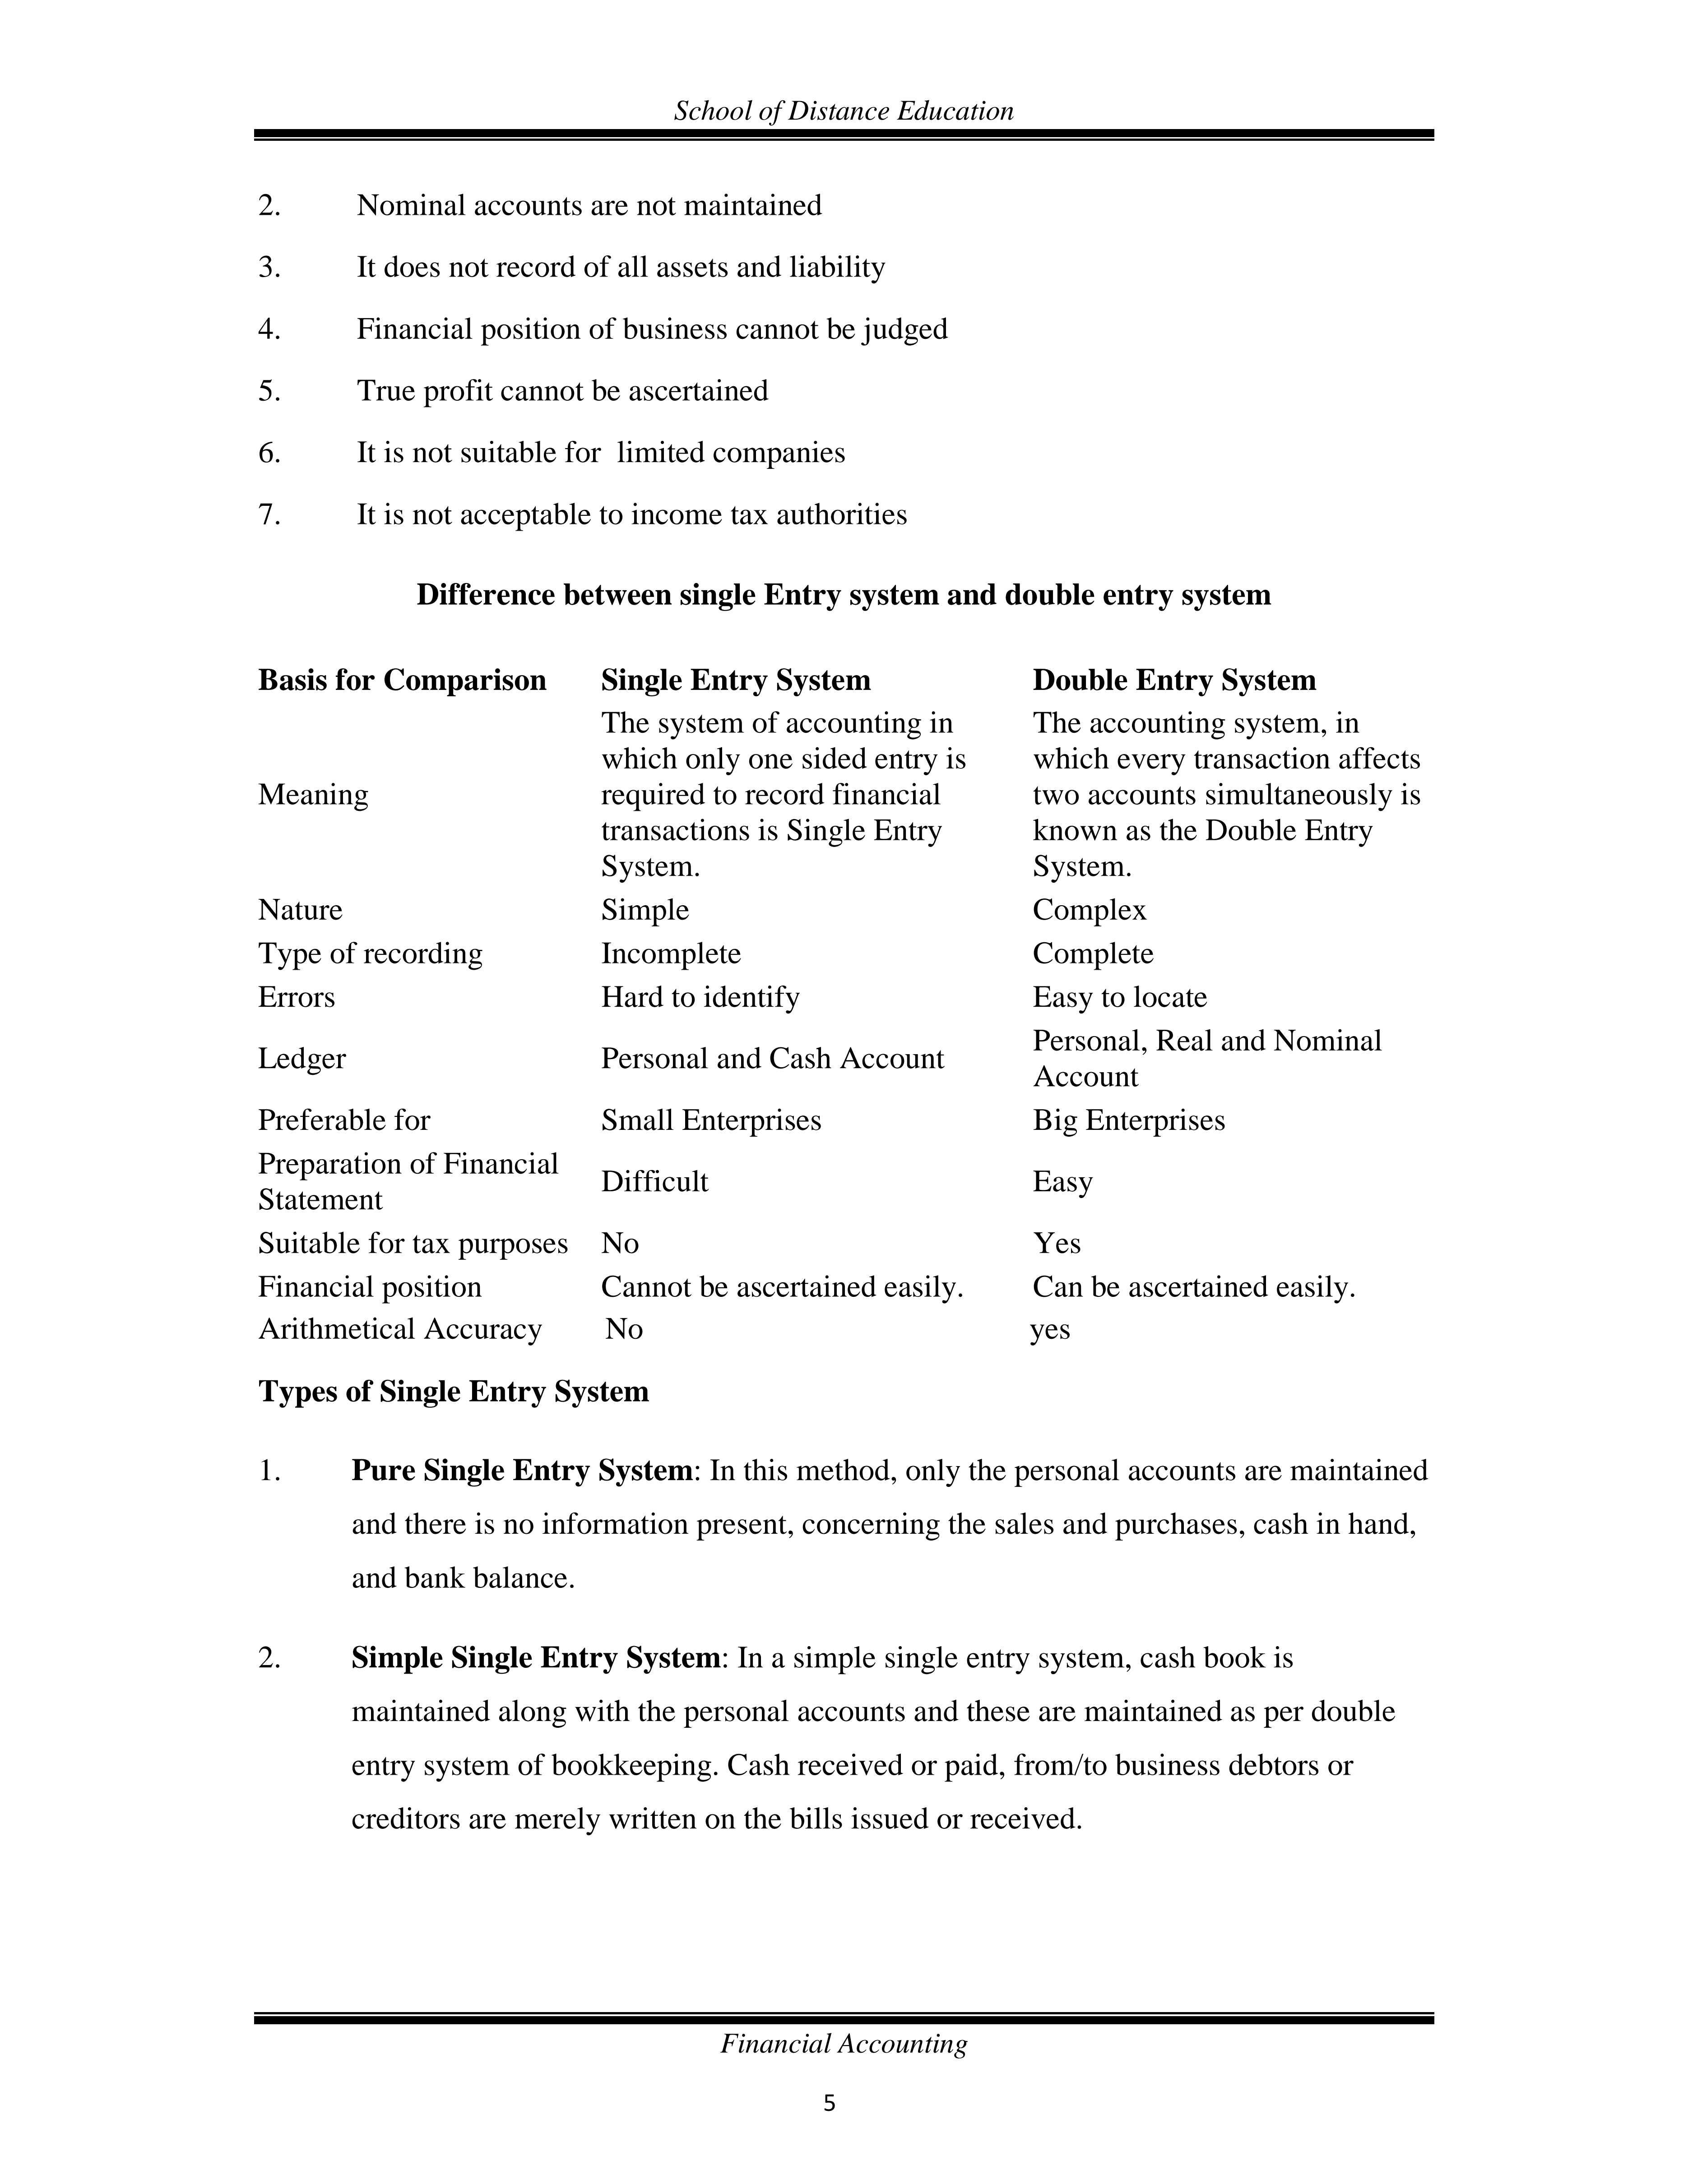 School of Distance Education
2. Nominal accounts are not maintained
3. It does not record of all assets and liability
4. Financial position of business cannot be judged
5. True profit cannot be ascertained
6. It is not suitable for  limited companies
7. It is not acceptable to income tax authorities
Difference between single Entry system and double entry system
Basis for Comparison Single Entry System Double Entry System
The system of accounting in The accounting system, in
which only one sided entry is which every transaction affects
Meaning required to record financial two accounts simultaneously is
transactions is Single Entry known as the Double Entry
System. System.
Nature Simple Complex
Type of recording Incomplete Complete
Errors Hard to identify Easy to locate
Ledger Personal and Cash Account Personal, Real and Nominal
Account
Preferable for Small Enterprises Big Enterprises
Preparation of Financial
Statement Difficult Easy
Suitable for tax purposes No Yes
Financial position Cannot be ascertained easily. Can be ascertained easily.
Arithmetical Accuracy No yes
Types of Single Entry System
1. Pure Single Entry System: In this method, only the personal accounts are maintained
and there is no information present, concerning the sales and purchases, cash in hand,
and bank balance.
2. Simple Single Entry System: In a simple single entry system, cash book is
maintained along with the personal accounts and these are maintained as per double
entry system of bookkeeping. Cash received or paid, from/to business debtors or
creditors are merely written on the bills issued or received.
Financial Accounting
5